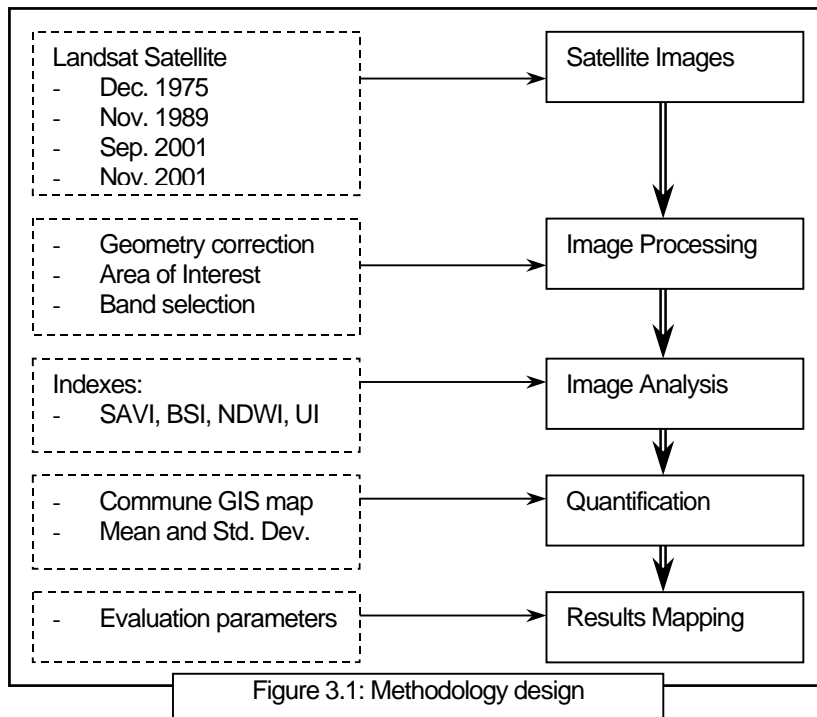 Landsat Satellite
- Dec. 1975
- Nov. 1989
- Sep. 2001
- Nov. 2001
Satellite Images
- Geometry correction
- Area of Interest
- Band selection
Image Processing
Indexes:
- SAVI, BSI, NDWI, UI
Image Analysis
- Commune GIS map
- Mean and Std. Dev.
Quantification
- Evaluation parameters
Results Mapping
Figure 3.1: Methodology design